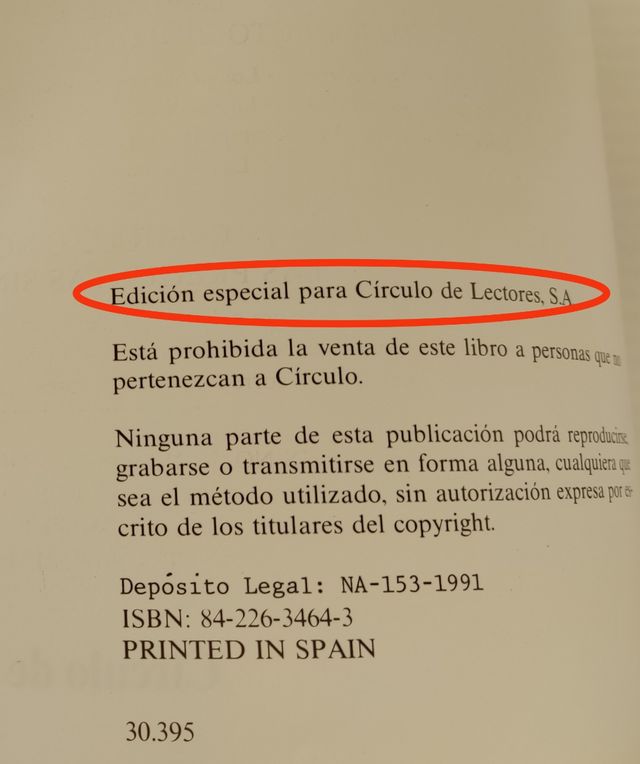 Edición especial para Círculo de Lectores, S.A
Está prohibida la venta de este libro a personas que no
pertenezcan a Círculo.
Ninguna parte de esta publicación podrá reproducirse,
grabarse o transmitirse en forma alguna, cualquiera que
sea el método utilizado, sin autorización expresa por es-
crito de los titulares del copyright.
Depósito Legal: NA-153-1991
ISBN: 84-226-3464-3
PRINTED IN SPAIN
30.395